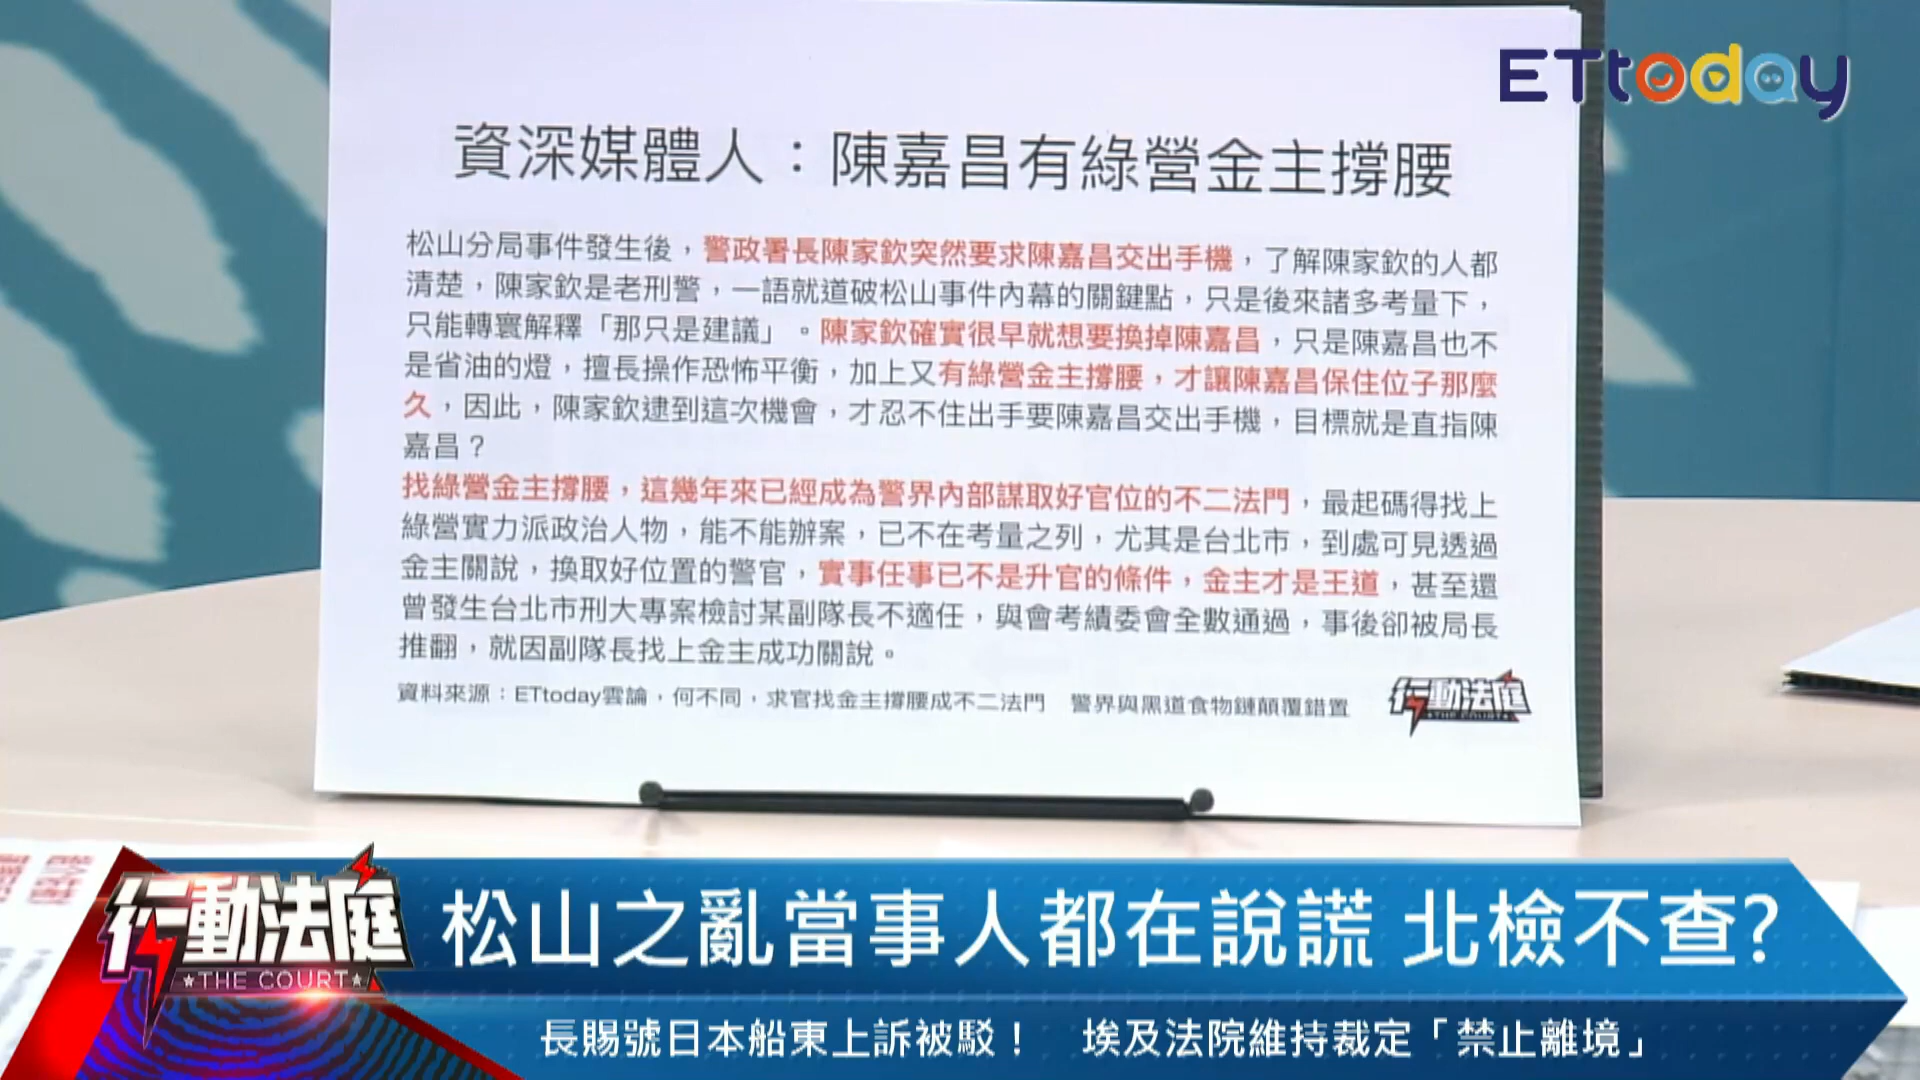 ETtoday
資深媒體人：陳嘉昌有綠營金主撐腰
松山分局事件發生後，警政署長陳家欽突然要求陳嘉昌交出手機，了解陳家欽的人都
清楚，陳家欽是老刑警，一語就道破松山事件內幕的關鍵點，只是後來諸多考量下，
只能轉寰解釋「那只是建議」。陳家欽確實很早就想要換掉陳嘉昌，只是陳嘉昌也不
是省油的燈，擅長操作恐怖平衡，加上又有綠營金主撐腰，才讓陳嘉昌保住位子那麼
久，因此，陳家欽逮到這次機會，才忍不住出手要陳嘉昌交出手機，目標就是直指陳
嘉昌？
找綠營金主撐腰，這幾年來已經成為警界內部謀取好官位的不二法門，最起碼得找上
綠營實力派政治人物，能不能辦案，已不在考量之列，尤其是台北市，到處可見透過
金主關說，換取好位置的警官，實事任事已不是升官的條件，金主才是王道，甚至還
曾發生台北市刑大專案檢討某副隊長不適任，與會考績委會全數通過，事後卻被局長
推翻，就因副隊長找上金主成功關說。
資料來源：ETtoday雲論，何不同，求官找金主撐腰成不二法門　警界與黑道食物鏈顛覆錯置
行動法庭
THE COURT
行動法庭
★THE COURT★
松山之亂當事人都在說謊 北檢不查?
長賜號日本船東上訴被駁！　埃及法院維持裁定「禁止離境」